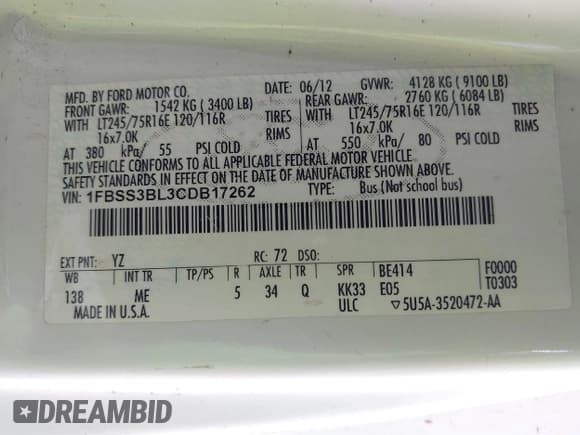 MFD. BY FORD MOTOR CO. DATE: 06/12 GVWR: 4128 KG ( 9100 LB)
FRONT GAWR: 1542 KG ( 3400 LB) REAR GAWR: 2760 KG ( 6084 LB)
WITH LT245/75R16E 120/116R TIRES WITH LT245/75R16E 120/116R TIRES
16x7.0K RIMS 16x7.0K RIMS
AT 380 kPa/ 55 PSI COLD AT 550 kPa/ 80 PSI COLD
THIS VEHICLE CONFORMS TO ALL APPLICABLE FEDERAL MOTOR VEHICLE
SAFETY STANDARDS IN EFFECT ON THE DATE OF MANUFACTURE SHOWN ABOVE.
VIN: 1FBSS3BL3CDB17262 TYPE: Bus (Not school bus)
EXT PNT: YZ RC: 72 DSO:
WB INT TR TP/PS R AXLE TR SPR BE414 F0000
138 ME 5 34 Q KK33 E05 T0303
MADE IN U.S.A. ULC ▽5U5A-3520472-AA
DREAMBID